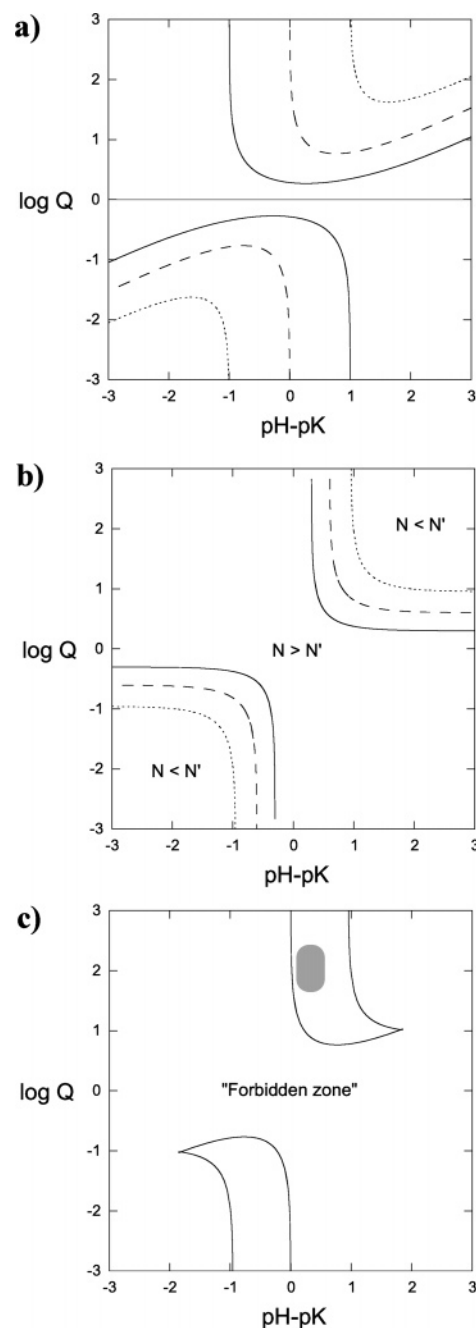 a)
3
2
1
log Q
0
-1
-2
-3
-3 -2 -1 0 1 2 3
pH-pK
b)
3
N < N'
2
1
log Q
0
N > N'
-1
N < N'
-2
-3
-3 -2 -1 0 1 2 3
pH-pK
c)
3
2
1
log Q
0
"Forbidden zone"
-1
-2
-3
-3 -2 -1 0 1 2 3
pH-pK